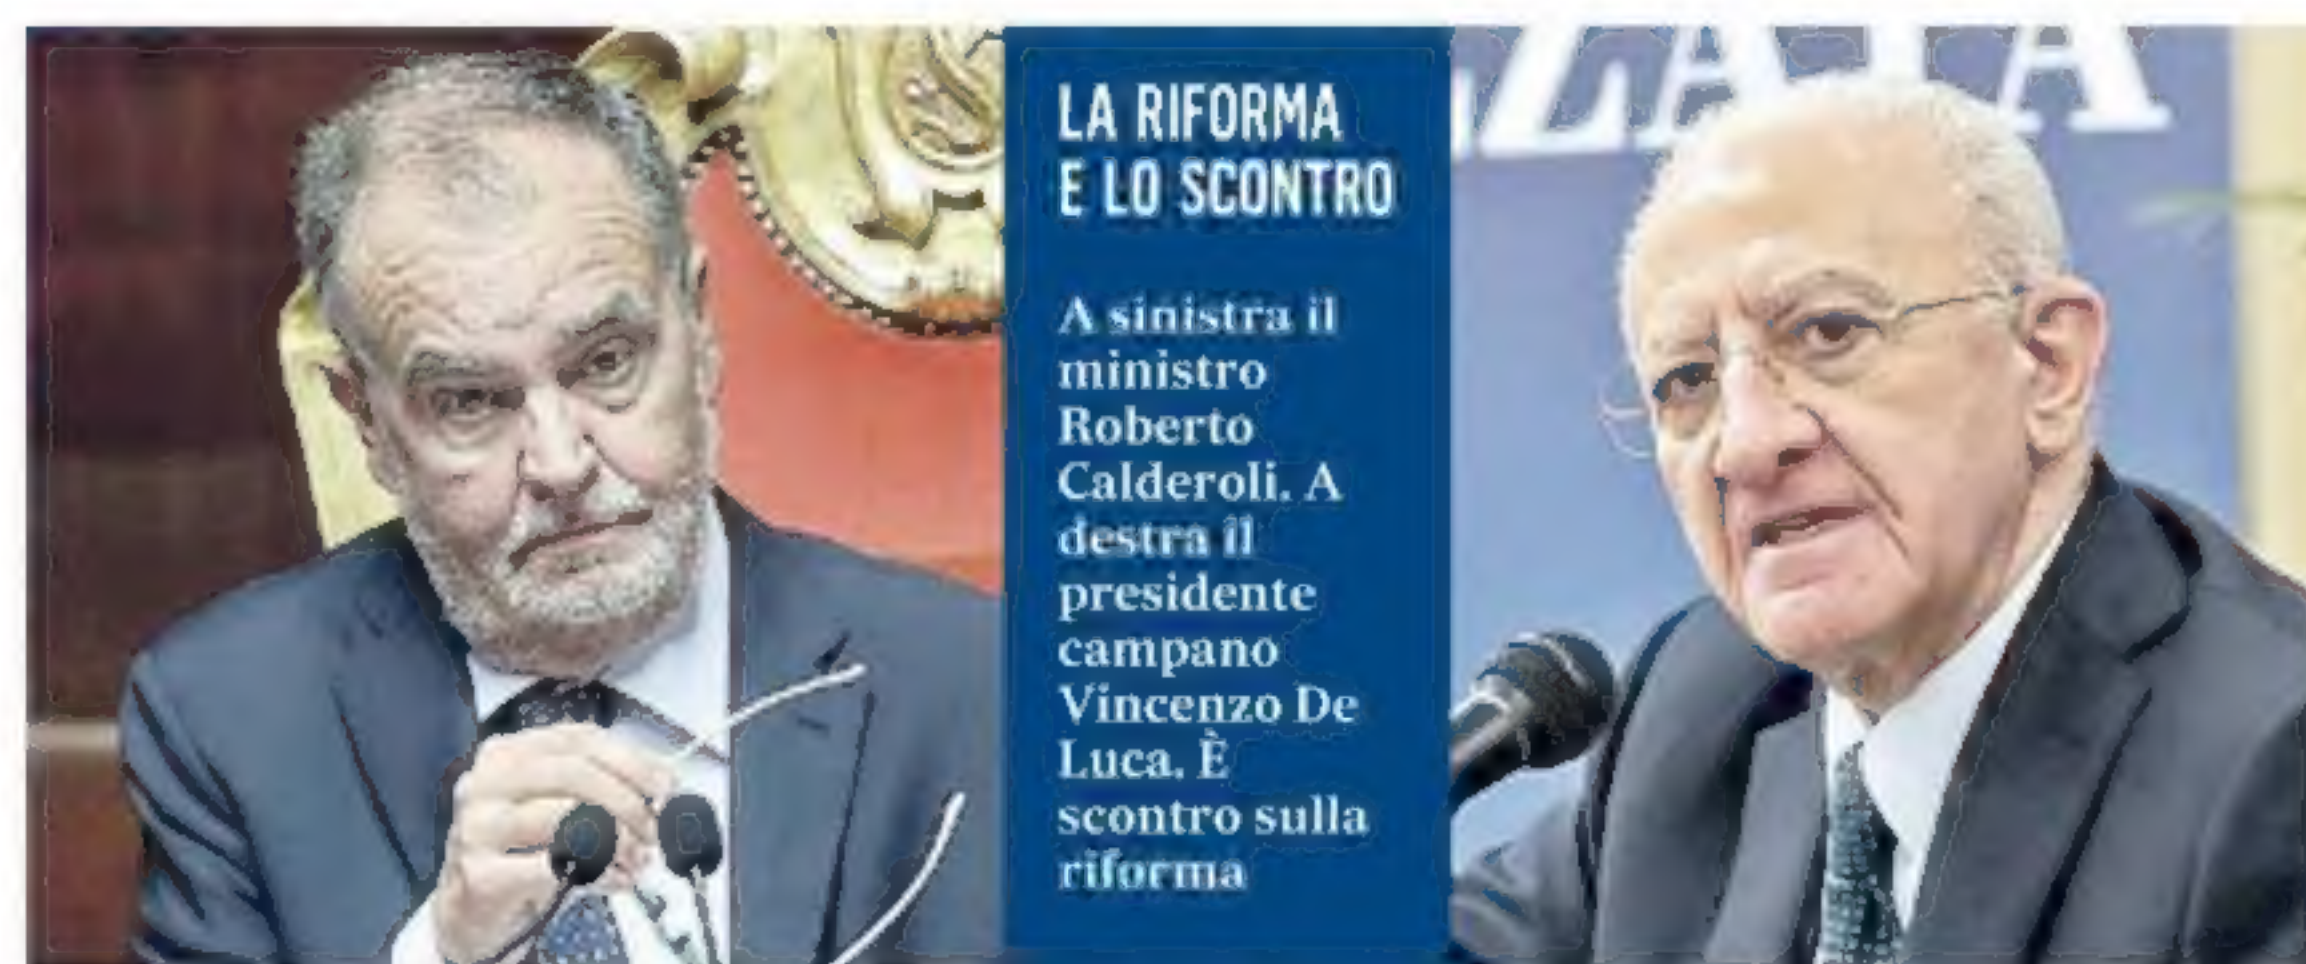 LA RIFORMA
E LO SCONTRO
A sinistra il
ministro
Roberto
Calderoli. A
destra il
presidente
campano
Vincenzo De
Luca. È
scontro sulla
riforma
ZATA